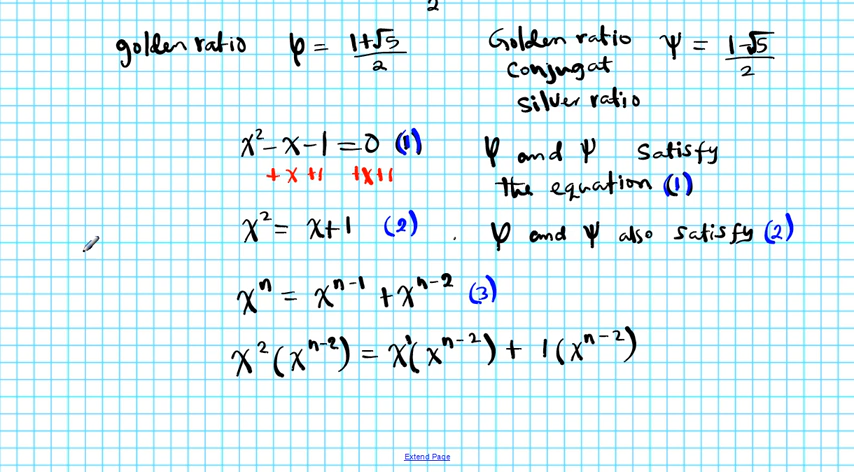 2
golden ratio φ = (1+√5)/2
Golden ratio ψ = (1-√5)/2
conjugat
silver ratio
x² - x - 1 = 0 (1)
+x +1 +x+1
φ and ψ satisfy
the equation (1)
x² = x+1 (2)
. φ and ψ also satisfy (2)
xⁿ = xⁿ⁻¹ + xⁿ⁻² (3)
x²(xⁿ⁻²) = x¹(xⁿ⁻²) + 1(xⁿ⁻²)
Extend Page